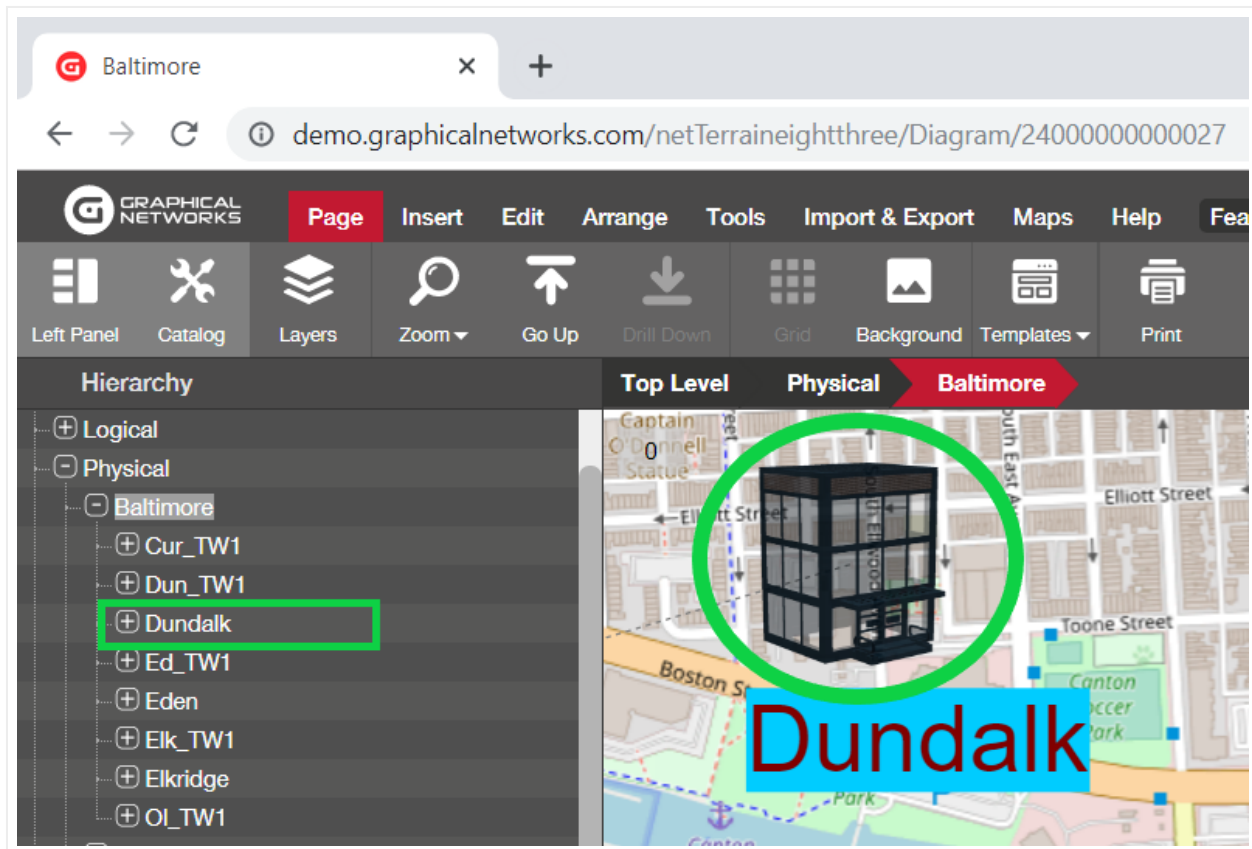 Baltimore
demo.graphicalnetworks.com/netTerraineightthree/Diagram/24000000000027
GRAPHICAL
NETWORKS
Page Insert Edit Arrange Tools Import & Export Maps Help Fea
Left Panel Catalog Layers Zoom Go Up Drill Down Grid Background Templates Print
Hierarchy
Top Level Physical Baltimore
Logical
Physical
Baltimore
Cur_TW1
Dun_TW1
Dundalk
Ed_TW1
Eden
Elk_TW1
Elkridge
Ol_TW1
Captain
O'Donnell
Statue
0
Elliott Street
Elliott Street
Toone Street
Boston
Canton
Park
Dundalk
Park
Canton